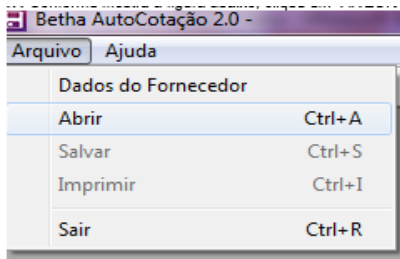 Betha AutoCotação 2.0 -
Arquivo Ajuda
Dados do Fornecedor
Abrir Ctrl+A
Salvar Ctrl+S
Imprimir Ctrl+I
Sair Ctrl+R